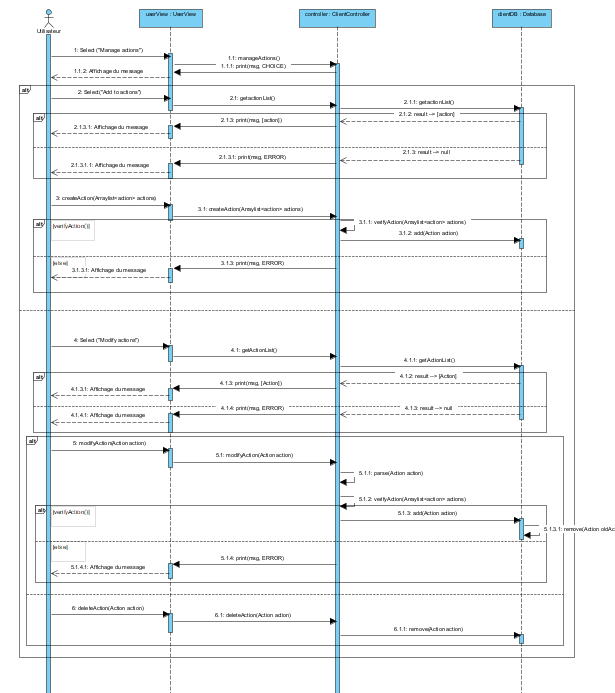 userView : UserView
controller : ClientController
clientDB : Database
Utilisateur
1: Select ("Manage actions")
1.1: manageActions()
1.1.1: print(msg, CHOICE)
1.1.2: Affichage du message
alt
2: Select("Add to actions")
2.1: getactionList()
2.1.1: getactionList()
alt
2.1.2: result --> [action]
2.1.3: print(msg, [action])
2.1.3.1: Affichage du message
2.1.3: result --> null
2.1.3.1: print(msg, ERROR)
2.1.3.1.1: Affichage du message
3: createAction(Arraylist<action> actions)
3.1: createAction(Arraylist<action> actions)
alt
[verifyAction()]
3.1.1: verifyAction(Arraylist<action> actions)
3.1.2: add(Action action)
[else]
3.1.3: print(msg, ERROR)
3.1.3.1: Affichage du message
4: Select ("Modify actions")
4.1: getActionList()
4.1.1: getActionList()
alt
4.1.2: result --> [Action]
4.1.3: print(msg, [Action])
4.1.3.1: Affichage du message
4.1.3: result --> null
4.1.4: print(msg, ERROR)
4.1.4.1: Affichage du message
alt
5: modifyAction(Action action)
5.1: modifyAction(Action action)
5.1.1: parse(Action action)
5.1.2: verifyAction(Arraylist<action> actions)
alt
[verifyAction()]
5.1.3: add(Action action)
5.1.3.1: remove(Action oldAc
[else]
5.1.4: print(msg, ERROR)
5.1.4.1: Affichage du message
6: deleteAction(Action action)
6.1: deleteAction(Action action)
6.1.1: remove(Action action)